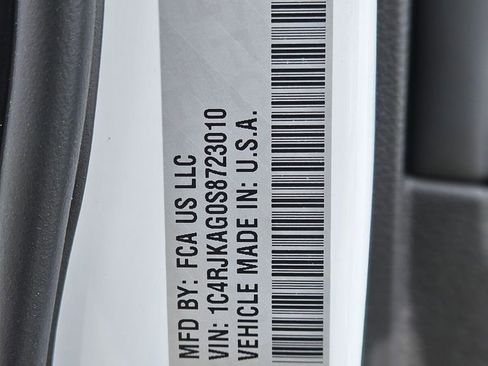 MFD BY: FCA US LLC
VIN: 1C4RJKAG0S8723010
VEHICLE MADE IN: U.S.A.